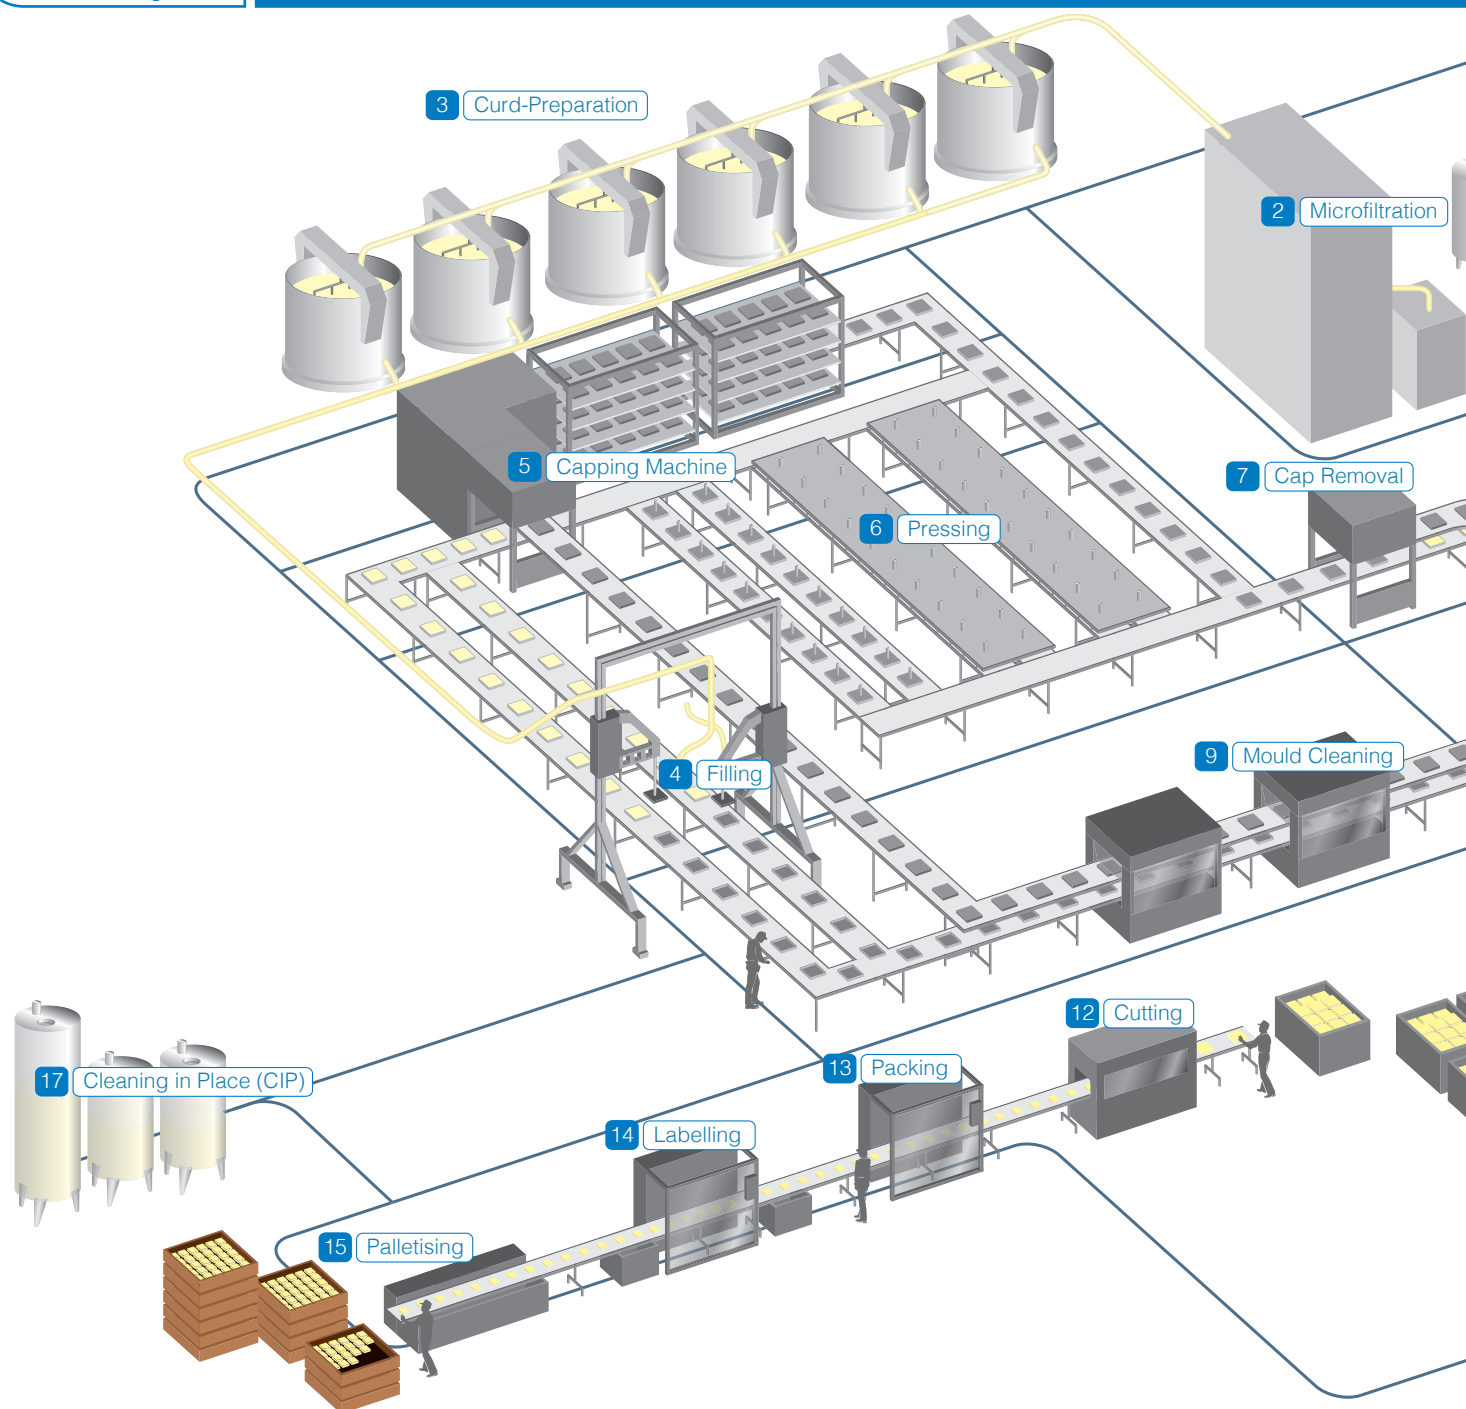 3 Curd-Preparation
2 Microfiltration
5 Capping Machine
7 Cap Removal
6 Pressing
9 Mould Cleaning
4 Filling
12 Cutting
13 Packing
17 Cleaning in Place (CIP)
14 Labelling
15 Palletising